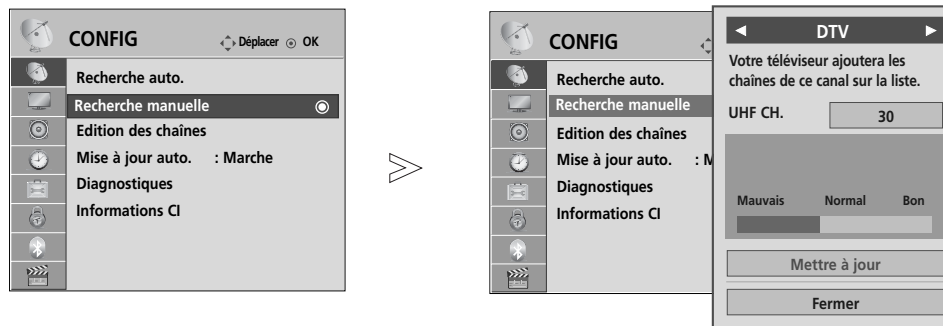 CONFIG Déplacer OK
Recherche auto.
Recherche manuelle
Edition des chaînes
Mise à jour auto. : Marche
Diagnostiques
Informations CI
CONFIG
Recherche auto.
Recherche manuelle
Edition des chaînes
Mise à jour auto. : M
Diagnostiques
Informations CI
DTV
Votre téléviseur ajoutera les
chaînes de ce canal sur la liste.
UHF CH. 30
Mauvais Normal Bon
Mettre à jour
Fermer